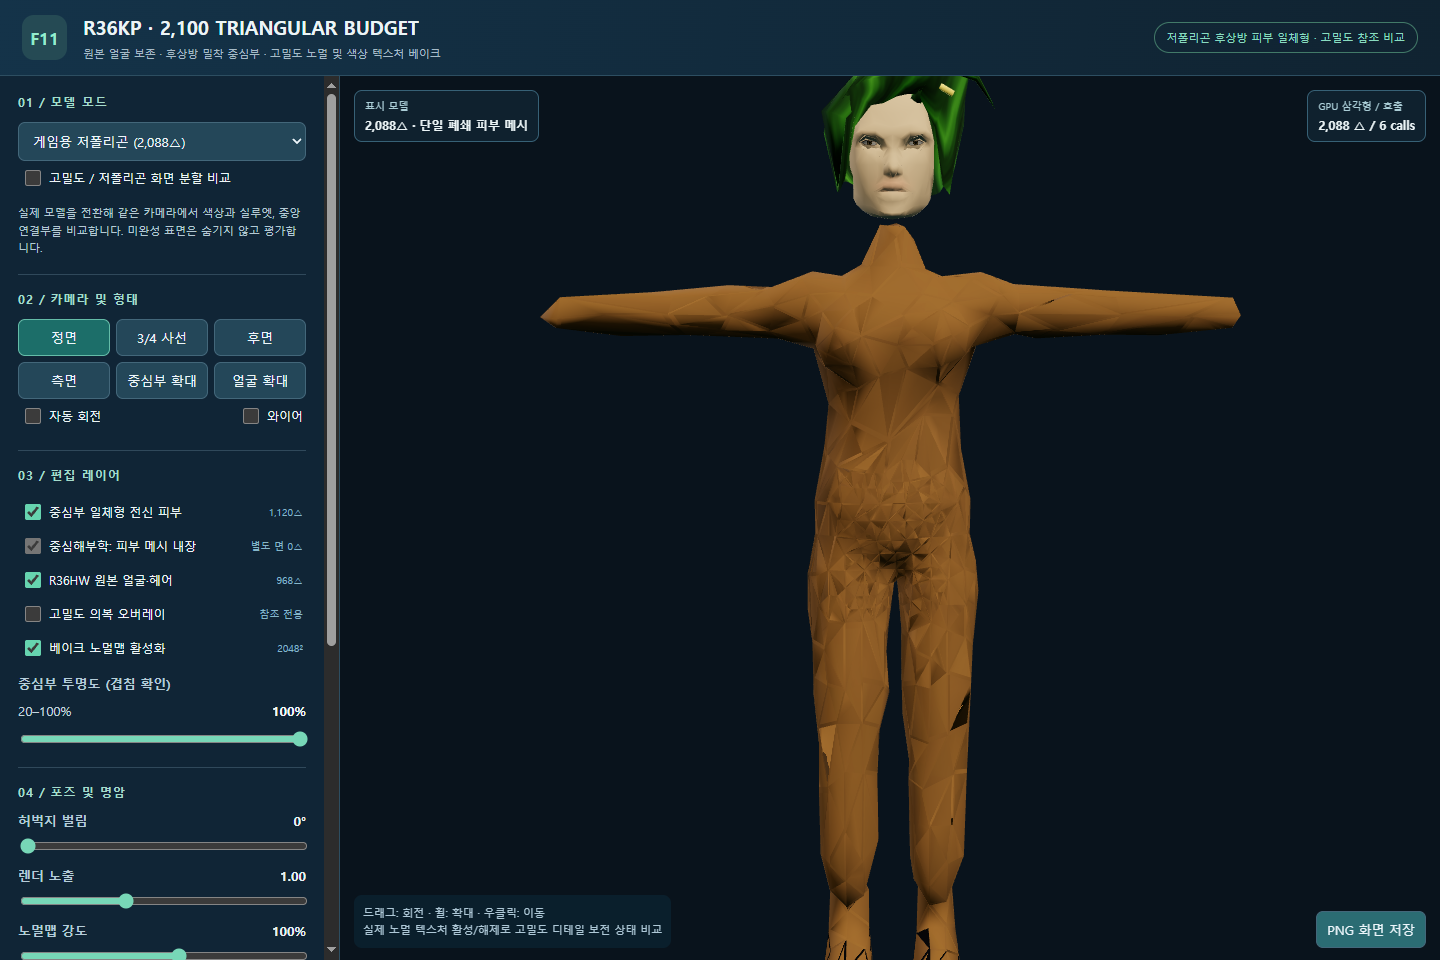 F11
R36KP · 2,100 TRIANGULAR BUDGET
원본 얼굴 보존 · 후상방 밀착 중심부 · 고밀도 노멀 및 색상 텍스처 베이크
저폴리곤 후상방 피부 일체형 · 고밀도 참조 비교
01 / 모델 모드
게임용 저폴리곤 (2,088△)
고밀도 / 저폴리곤 화면 분할 비교
실제 모델을 전환해 같은 카메라에서 색상과 실루엣, 중앙
연결부를 비교합니다. 미완성 표면은 숨기지 않고 평가합
니다.
02 / 카메라 및 형태
정면
3/4 사선
후면
측면
중심부 확대
얼굴 확대
자동 회전
와이어
03 / 편집 레이어
중심부 일체형 전신 피부
1,120△
중심해부학: 피부 메시 내장
별도 면 0△
R36HW 원본 얼굴·헤어
968△
고밀도 의복 오버레이
참조 전용
베이크 노멀맵 활성화
2048²
중심부 투명도 (겹침 확인)
20–100%
100%
04 / 포즈 및 명암
허벅지 벌림
0°
렌더 노출
1.00
노멀맵 강도
100%
표시 모델
2,088△ · 단일 폐쇄 피부 메시
GPU 삼각형 / 호출
2,088 △ / 6 calls
드래그: 회전 · 휠: 확대 · 우클릭: 이동
실제 노멀 텍스처 활성/해제로 고밀도 디테일 보전 상태 비교
PNG 화면 저장